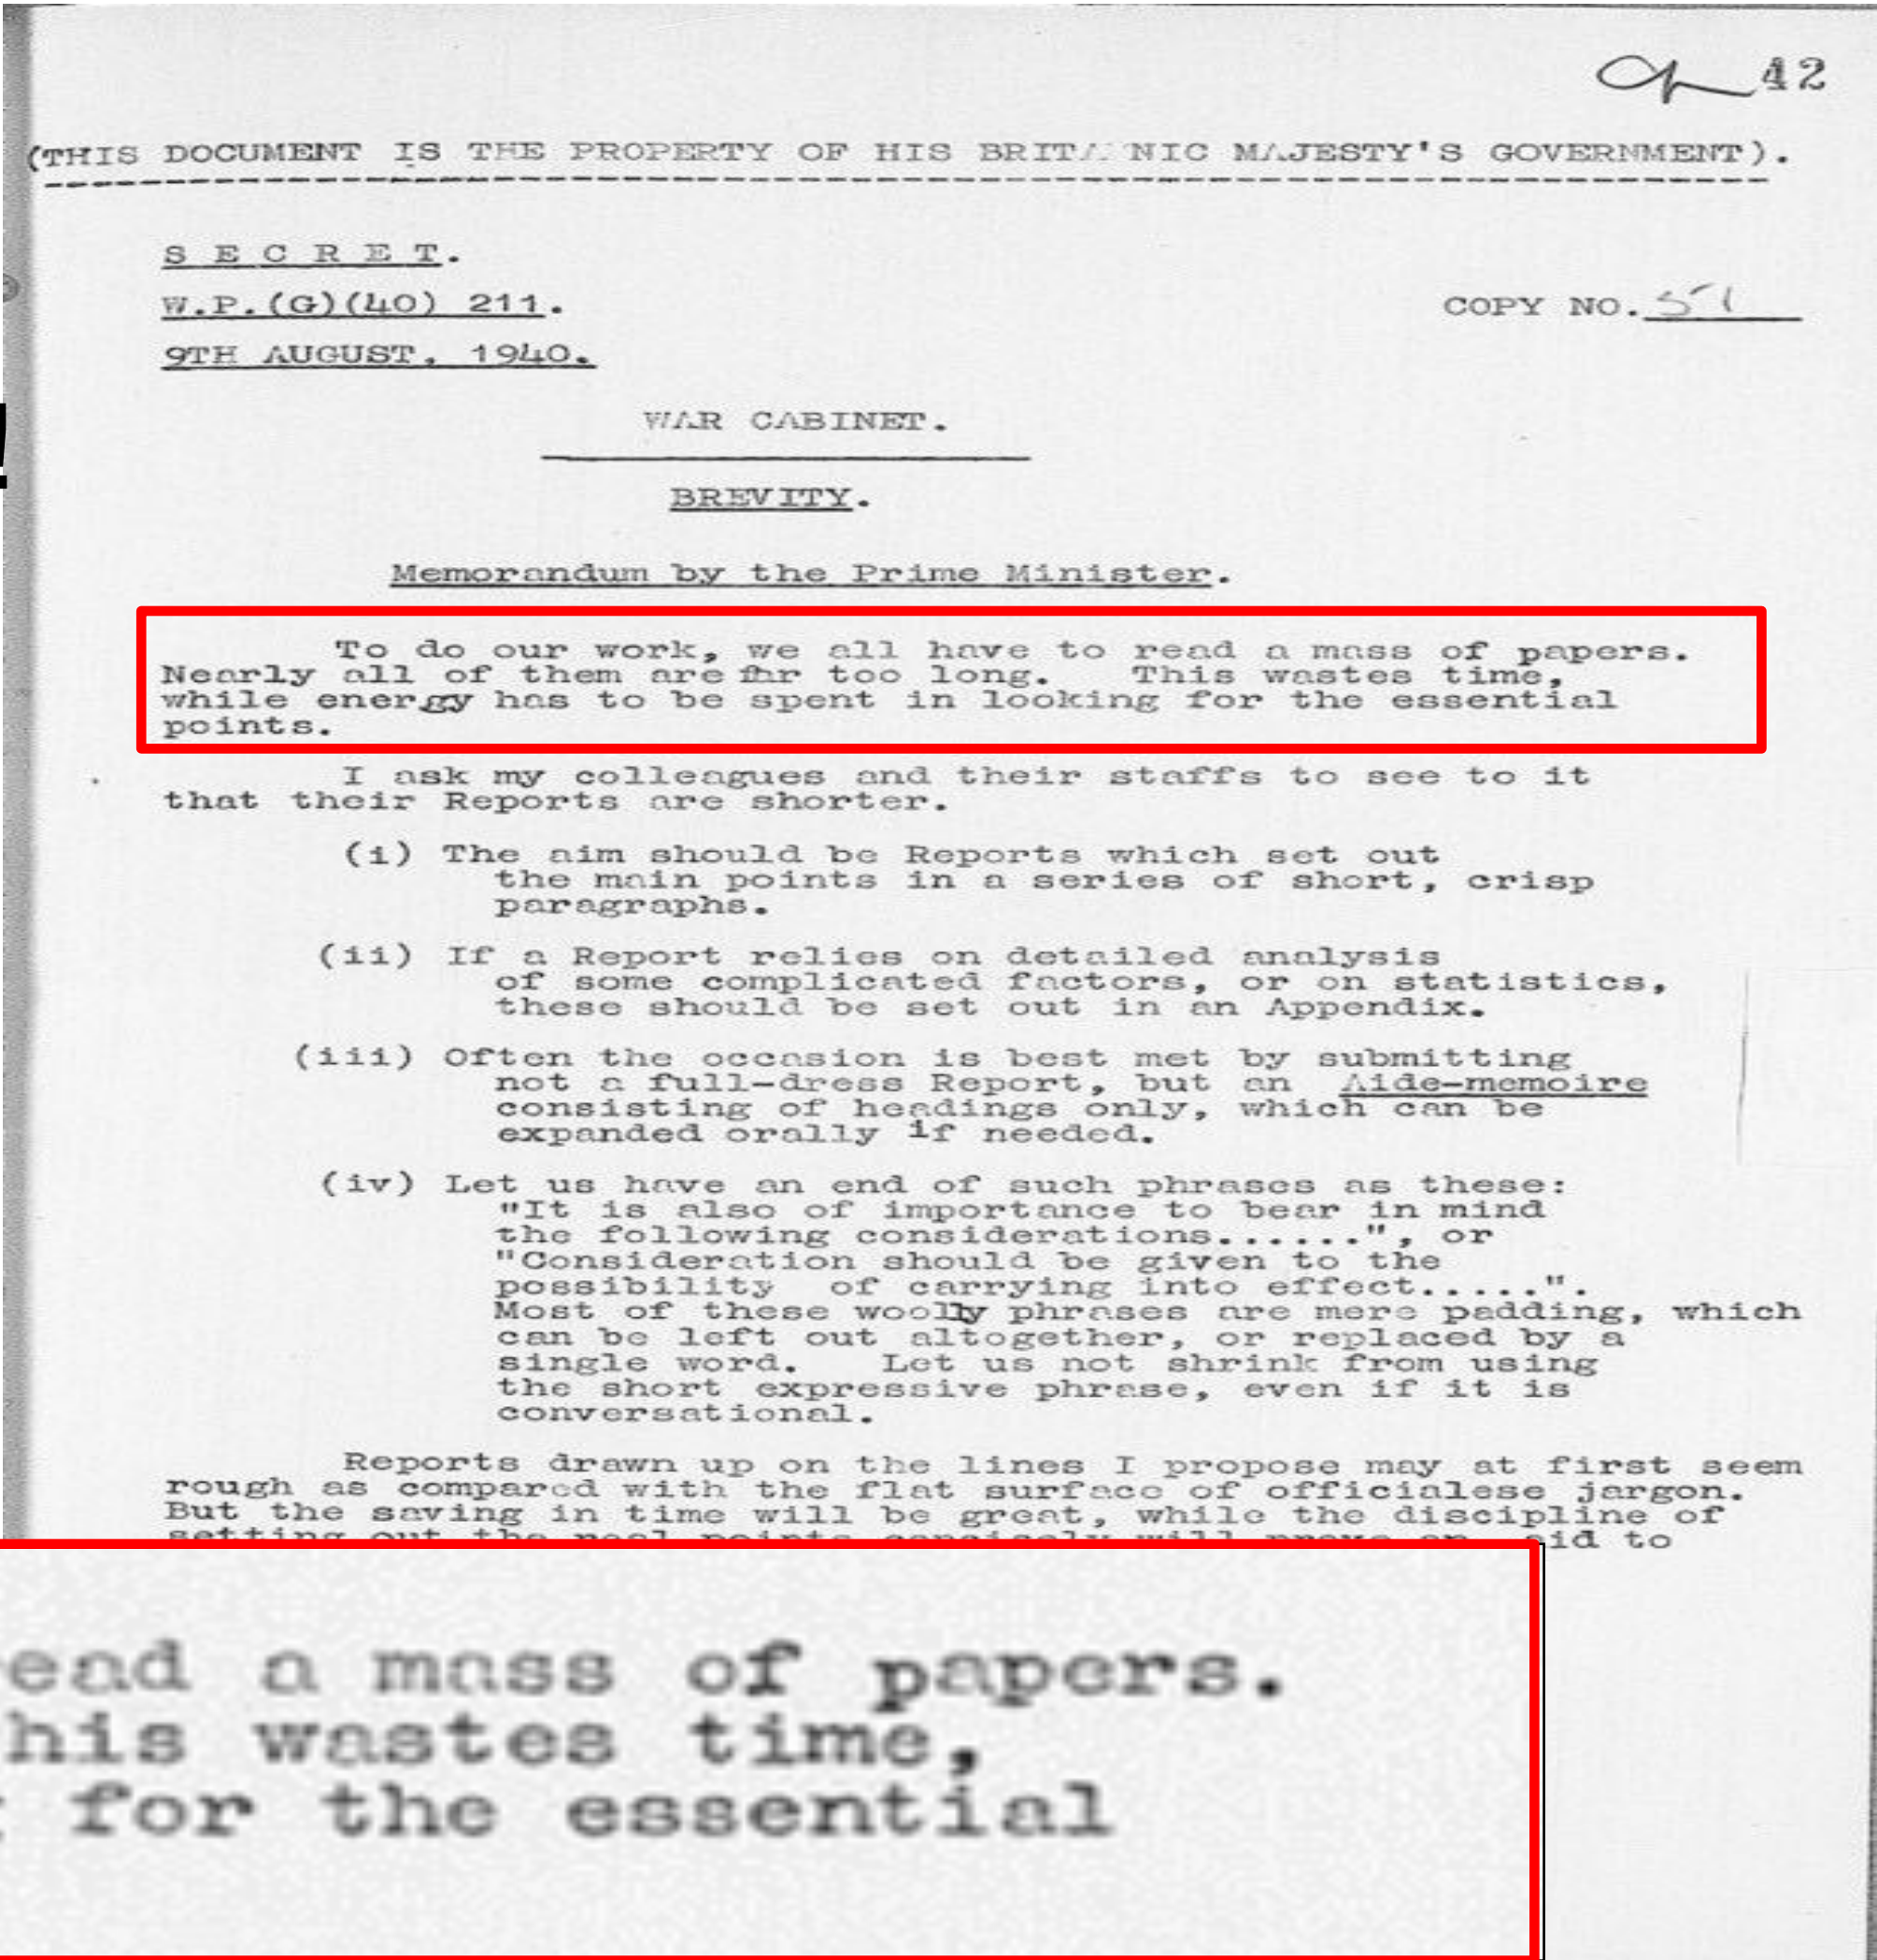 42
(THIS DOCUMENT IS THE PROPERTY OF HIS BRITANNIC MAJESTY'S GOVERNMENT).
S E C R E T.
W.P.(G)(40) 211.
COPY NO. 51
9TH AUGUST, 1940.
!
WAR CABINET.
BREVITY.
Memorandum by the Prime Minister.
To do our work, we all have to read a mass of papers.
Nearly all of them are far too long. This wastes time,
while energy has to be spent in looking for the essential
points.
I ask my colleagues and their staffs to see to it
that their Reports are shorter.
(i) The aim should be Reports which set out
the main points in a series of short, crisp
paragraphs.
(ii) If a Report relies on detailed analysis
of some complicated factors, or on statistics,
these should be set out in an Appendix.
(iii) Often the occasion is best met by submitting
not a full-dress Report, but an Aide-memoire
consisting of headings only, which can be
expanded orally if needed.
(iv) Let us have an end of such phrases as these:
"It is also of importance to bear in mind
the following considerations......", or
"Consideration should be given to the
possibility of carrying into effect.....".
Most of these woolly phrases are mere padding, which
can be left out altogether, or replaced by a
single word. Let us not shrink from using
the short expressive phrase, even if it is
conversational.
Reports drawn up on the lines I propose may at first seem
rough as compared with the flat surface of officialese jargon.
But the saving in time will be great, while the discipline of
setting out the real points concisely will prove an aid to
ead a mass of papers.
his wastes time,
for the essential